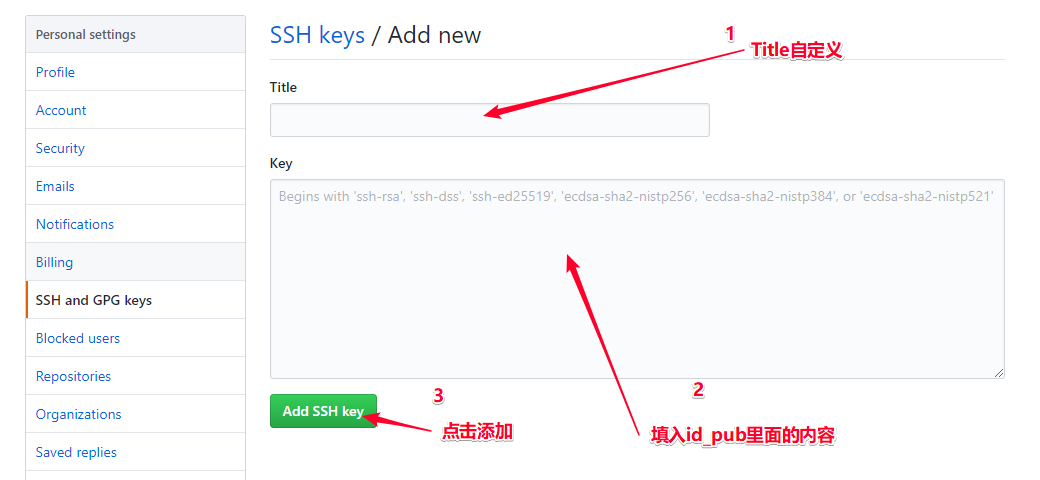 Personal settings
Profile
Account
Security
Emails
Notifications
Billing
SSH and GPG keys
Blocked users
Repositories
Organizations
Saved replies
SSH keys / Add new
1
Title自定义
Title
Key
Begins with 'ssh-rsa', 'ssh-dss', 'ssh-ed25519', 'ecdsa-sha2-nistp256', 'ecdsa-sha2-nistp384', or 'ecdsa-sha2-nistp521'
2
填入id_pub里面的内容
3
Add SSH key
点击添加